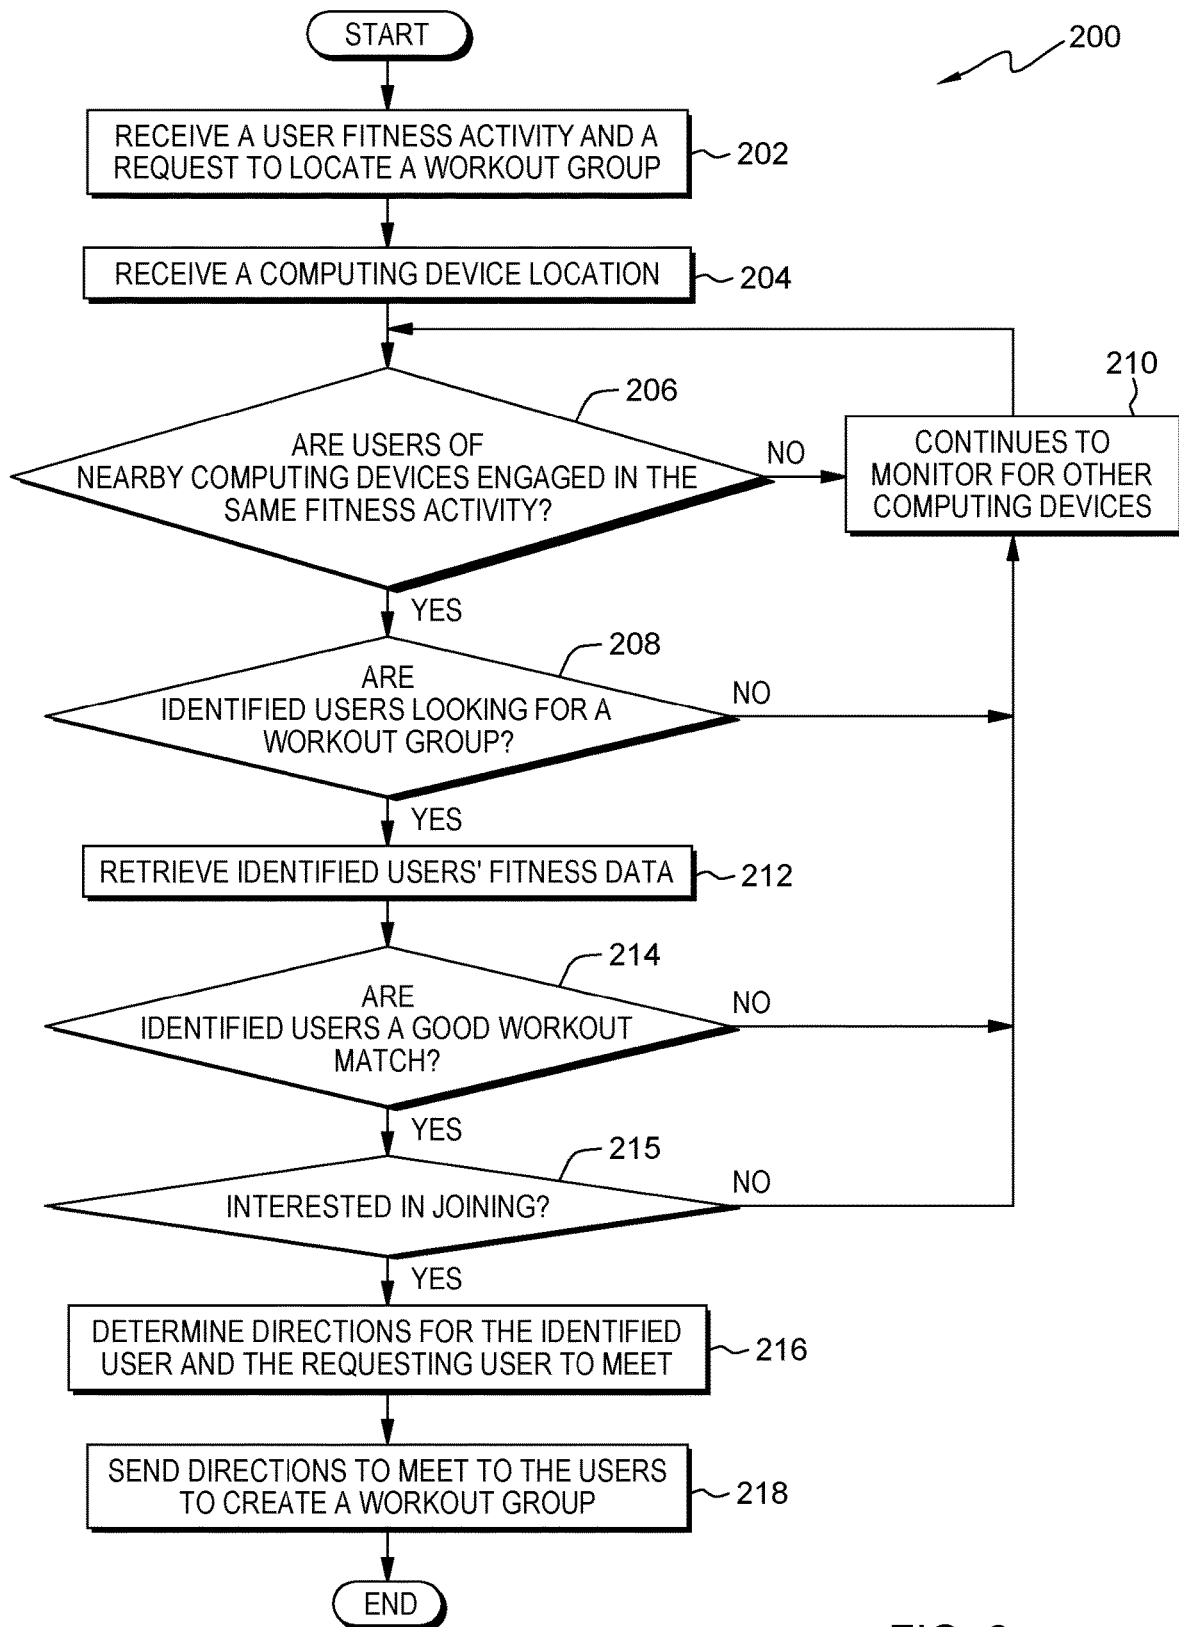 START
200
RECEIVE A USER FITNESS ACTIVITY AND A
REQUEST TO LOCATE A WORKOUT GROUP
202
RECEIVE A COMPUTING DEVICE LOCATION
204
206
210
ARE USERS OF
NEARBY COMPUTING DEVICES ENGAGED IN THE
SAME FITNESS ACTIVITY?
NO
CONTINUES TO
MONITOR FOR OTHER
COMPUTING DEVICES
YES
208
ARE
IDENTIFIED USERS LOOKING FOR A
WORKOUT GROUP?
NO
YES
RETRIEVE IDENTIFIED USERS' FITNESS DATA
212
214
ARE
IDENTIFIED USERS A GOOD WORKOUT
MATCH?
NO
YES
215
INTERESTED IN JOINING?
NO
YES
DETERMINE DIRECTIONS FOR THE IDENTIFIED
USER AND THE REQUESTING USER TO MEET
216
SEND DIRECTIONS TO MEET TO THE USERS
TO CREATE A WORKOUT GROUP
218
END
FIG.